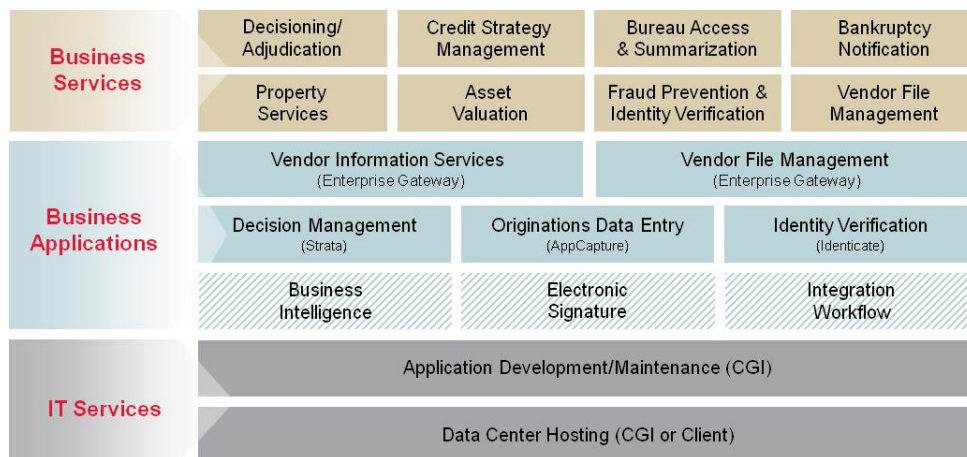 Business
Services
Decisioning/
Adjudication
Credit Strategy
Management
Bureau Access
& Summarization
Bankruptcy
Notification
Property
Services
Asset
Valuation
Fraud Prevention &
Identity Verification
Vendor File
Management
Business
Applications
Vendor Information Services
(Enterprise Gateway)
Vendor File Management
(Enterprise Gateway)
Decision Management
(Strata)
Originations Data Entry
(AppCapture)
Identity Verification
(Identicate)
Business
Intelligence
Electronic
Signature
Integration
Workflow
IT Services
Application Development/Maintenance (CGI)
Data Center Hosting (CGI or Client)